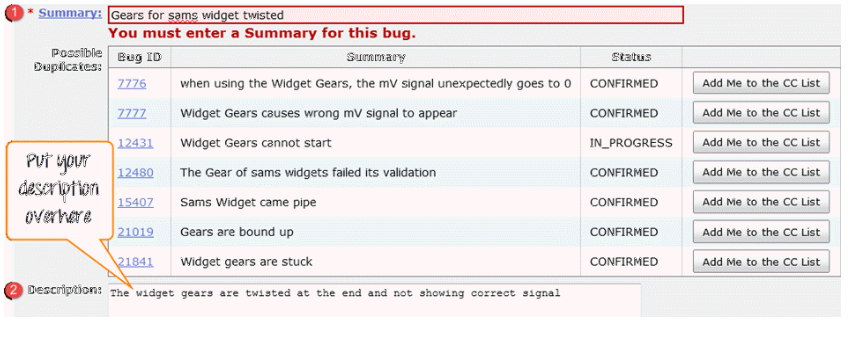 1 * Summary: Gears for sams widget twisted
You must enter a Summary for this bug.
Possible Duplicates:
Bug ID Summary Status
7776 when using the Widget Gears, the mV signal unexpectedly goes to 0 CONFIRMED Add Me to the CC List
7777 Widget Gears causes wrong mV signal to appear CONFIRMED Add Me to the CC List
12431 Widget Gears cannot start IN_PROGRESS Add Me to the CC List
12480 The Gear of sams widgets failed its validation CONFIRMED Add Me to the CC List
15407 Sams Widget came pipe CONFIRMED Add Me to the CC List
21019 Gears are bound up CONFIRMED Add Me to the CC List
21841 Widget gears are stuck CONFIRMED Add Me to the CC List
Put your
description
overhere
2 Description: The widget gears are twisted at the end and not showing correct signal